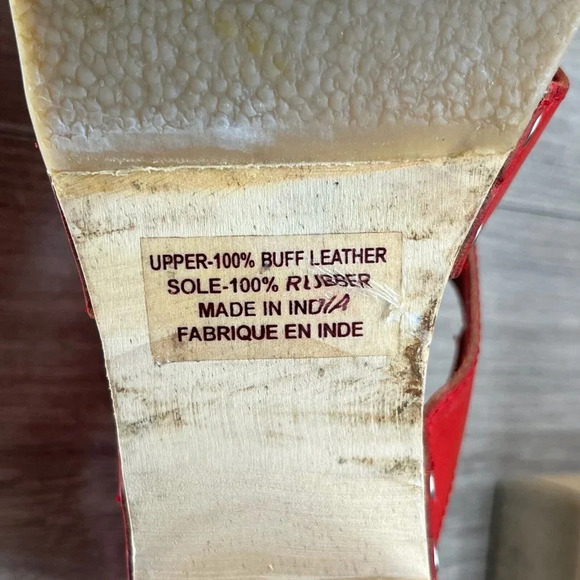 UPPER-100% BUFF LEATHER
SOLE-100% RUBBER
MADE IN INDIA
FABRIQUE EN INDE